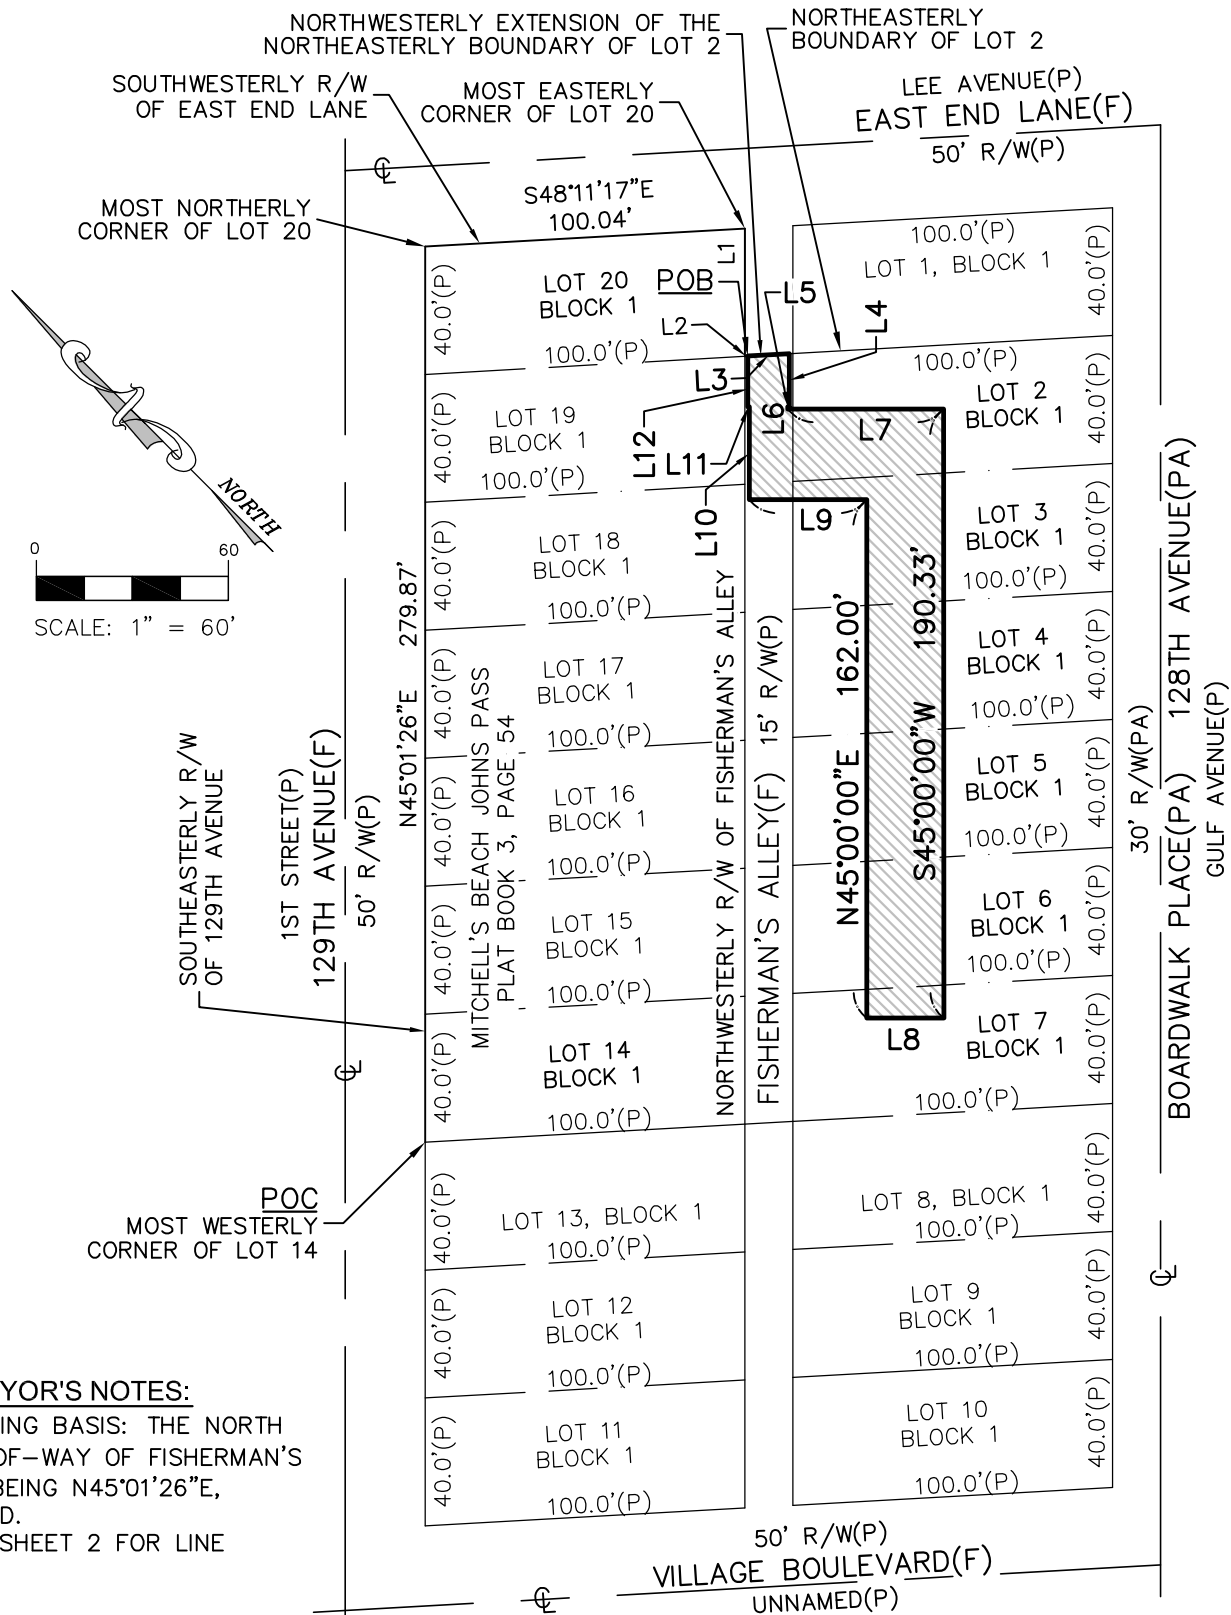 NORTHWESTERLY EXTENSION OF THE
NORTHEASTERLY BOUNDARY OF LOT 2
NORTHEASTERLY
BOUNDARY OF LOT 2
SOUTHWESTERLY R/W
OF EAST END LANE
MOST EASTERLY
CORNER OF LOT 20
LEE AVENUE(P)
EAST END LANE(F)
50' R/W(P)
MOST NORTHERLY
CORNER OF LOT 20
S48°11'17"E
100.04'
L1
100.0'(P)
LOT 1, BLOCK 1
40.0'(P)
40.0'(P)
LOT 20
BLOCK 1
100.0'(P)
POB
L5
L4
L2
L3
L6
L7
L12
L11
L10
L9
100.0'(P)
LOT 2
BLOCK 1
40.0'(P)
40.0'(P)
LOT 19
BLOCK 1
100.0'(P)
NORTH
0 60
SCALE: 1" = 60'
LOT 3
BLOCK 1
100.0'(P)
40.0'(P)
40.0'(P)
LOT 18
BLOCK 1
100.0'(P)
N45°01'26"E 279.87'
162.00'
N45°00'00"E
190.33'
S45°00'00"W
LOT 4
BLOCK 1
100.0'(P)
40.0'(P)
40.0'(P)
LOT 17
BLOCK 1
100.0'(P)
MITCHELL'S BEACH JOHNS PASS
PLAT BOOK 3, PAGE 54
NORTHWESTERLY R/W OF FISHERMAN'S ALLEY
FISHERMAN'S ALLEY(F) 15' R/W(P)
LOT 5
BLOCK 1
100.0'(P)
40.0'(P)
40.0'(P)
LOT 16
BLOCK 1
100.0'(P)
SOUTHEASTERLY R/W
OF 129TH AVENUE
1ST STREET(P)
129TH AVENUE(F)
50' R/W(P)
30' R/W(PA)
BOARDWALK PLACE(PA) 128TH AVENUE(PA)
GULF AVENUE(P)
LOT 6
BLOCK 1
100.0'(P)
40.0'(P)
40.0'(P)
LOT 15
BLOCK 1
100.0'(P)
L8
LOT 7
BLOCK 1
100.0'(P)
40.0'(P)
40.0'(P)
LOT 14
BLOCK 1
100.0'(P)
POC
MOST WESTERLY
CORNER OF LOT 14
40.0'(P)
LOT 13, BLOCK 1
100.0'(P)
LOT 8, BLOCK 1
100.0'(P)
40.0'(P)
40.0'(P)
LOT 12
BLOCK 1
100.0'(P)
LOT 9
BLOCK 1
100.0'(P)
40.0'(P)
40.0'(P)
LOT 11
BLOCK 1
100.0'(P)
LOT 10
BLOCK 1
100.0'(P)
40.0'(P)
YOR'S NOTES:
ING BASIS: THE NORTH
OF-WAY OF FISHERMAN'S
BEING N45°01'26"E,
D.
SHEET 2 FOR LINE
50' R/W(P)
VILLAGE BOULEVARD(F)
UNNAMED(P)